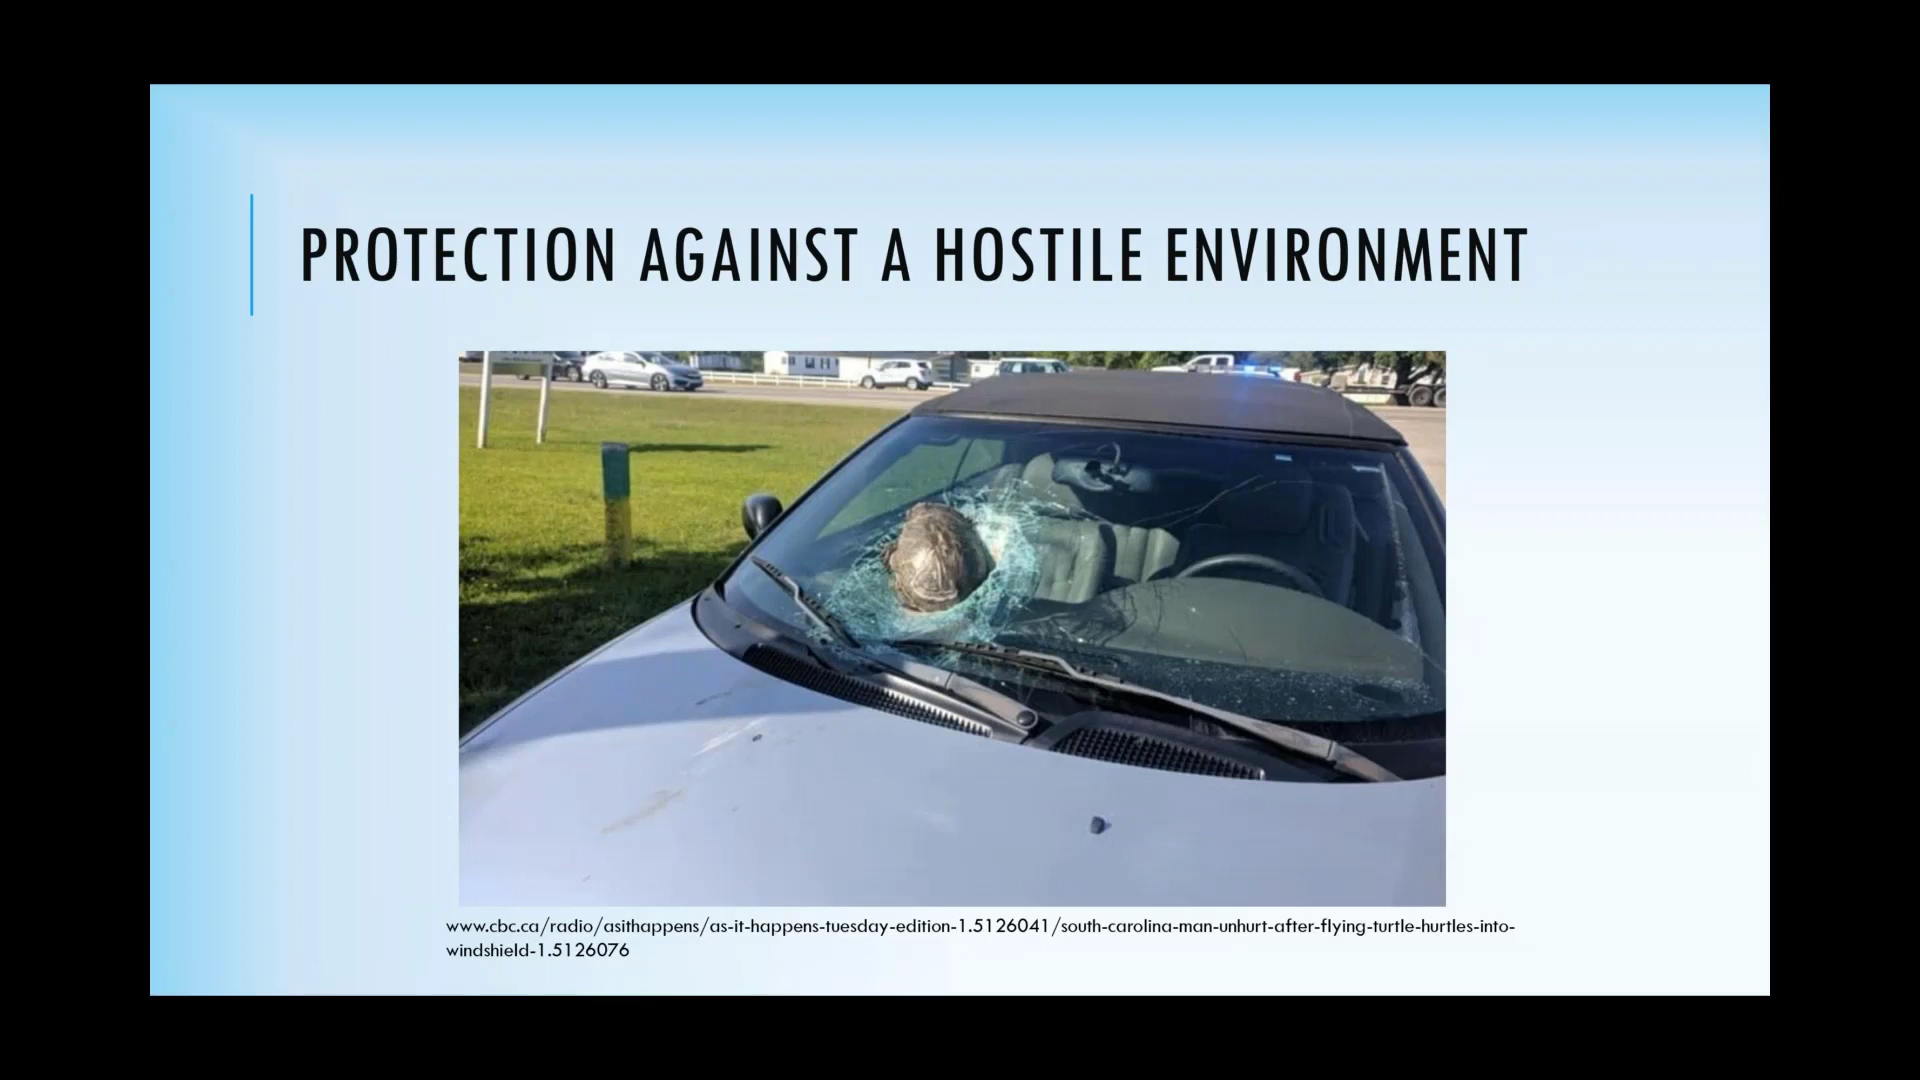 PROTECTION AGAINST A HOSTILE ENVIRONMENT
www.cbc.ca/radio/asithappens/as-it-happens-tuesday-edition-1.5126041/south-carolina-man-unhurt-after-flying-turtle-hurtles-into-
windshield-1.5126076